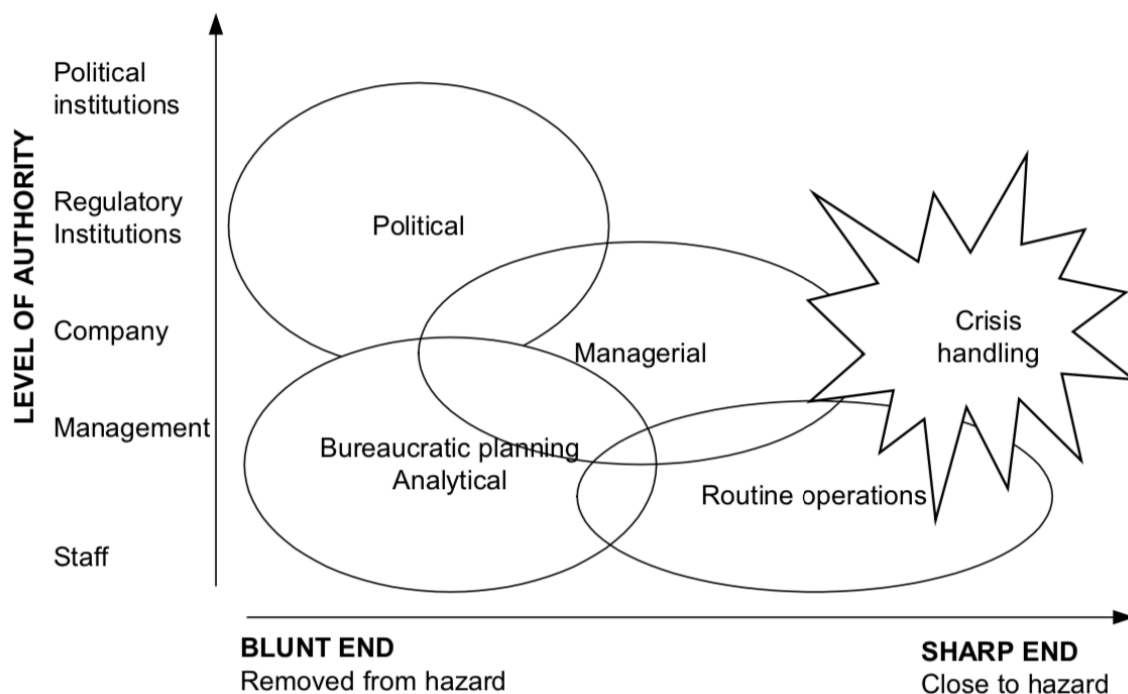 LEVEL OF AUTHORITY
Political
institutions
Regulatory
Institutions
Company
Management
Staff
Political
Managerial
Bureaucratic planning
Analytical
Routine operations
Crisis
handling
BLUNT END
Removed from hazard
SHARP END
Close to hazard